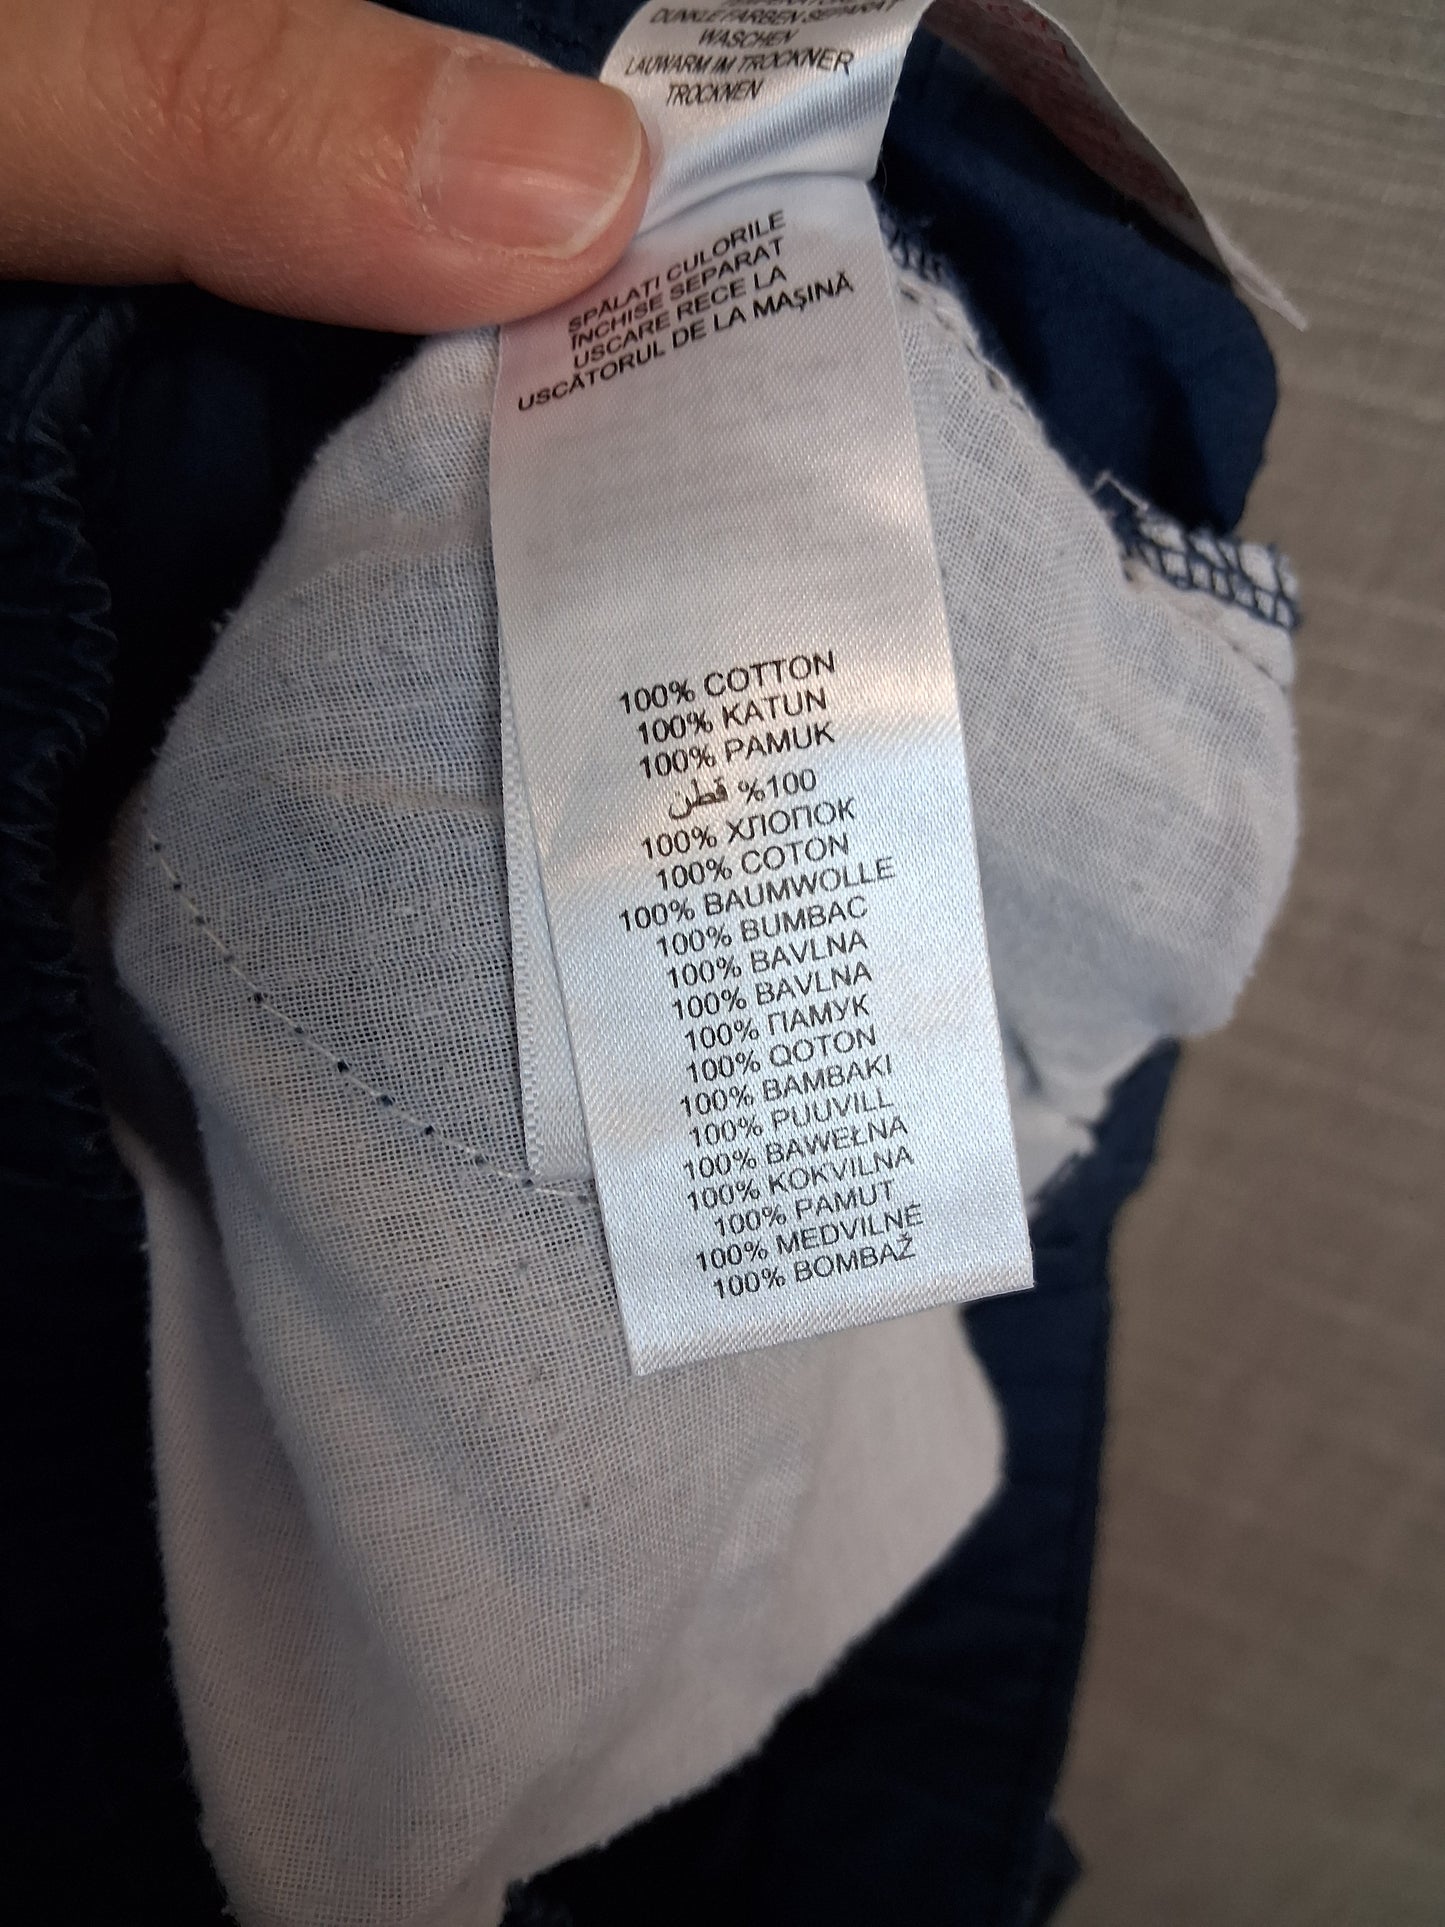 DUNKLE FARBEN SEPARAT
WASCHEN
LAUWARM IM TROCKNER
TROCKNEN
SPĂLAȚI CULORILE
ÎNCHISE SEPARAT
USCARE RECE LA
USCĂTORUL DE LA MAȘINĂ
100% COTTON
100% KATUN
100% PAMUK
%100 قطن
100% ХЛОПОК
100% COTON
100% BAUMWOLLE
100% BUMBAC
100% BAVLNA
100% BAVLNA
100% ПАМУК
100% QOTON
100% BAMBAKI
100% PUUVILL
100% BAWEŁNA
100% KOKVILNA
100% PAMUT
100% MEDVILNĖ
100% BOMBAŽ